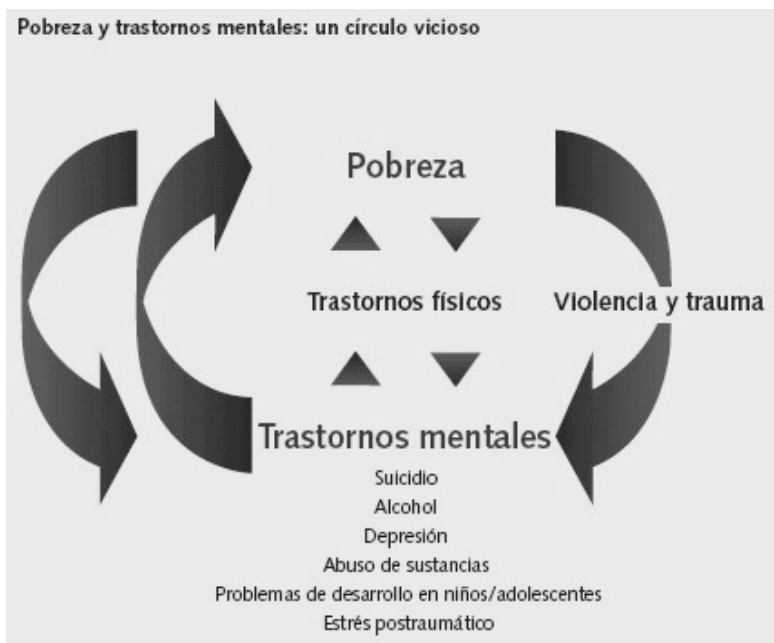 Pobreza y trastornos mentales: un círculo vicioso
Pobreza
Trastornos físicos
Violencia y trauma
Trastornos mentales
Suicidio
Alcohol
Depresión
Abuso de sustancias
Problemas de desarrollo en niños/adolescentes
Estrés postraumático